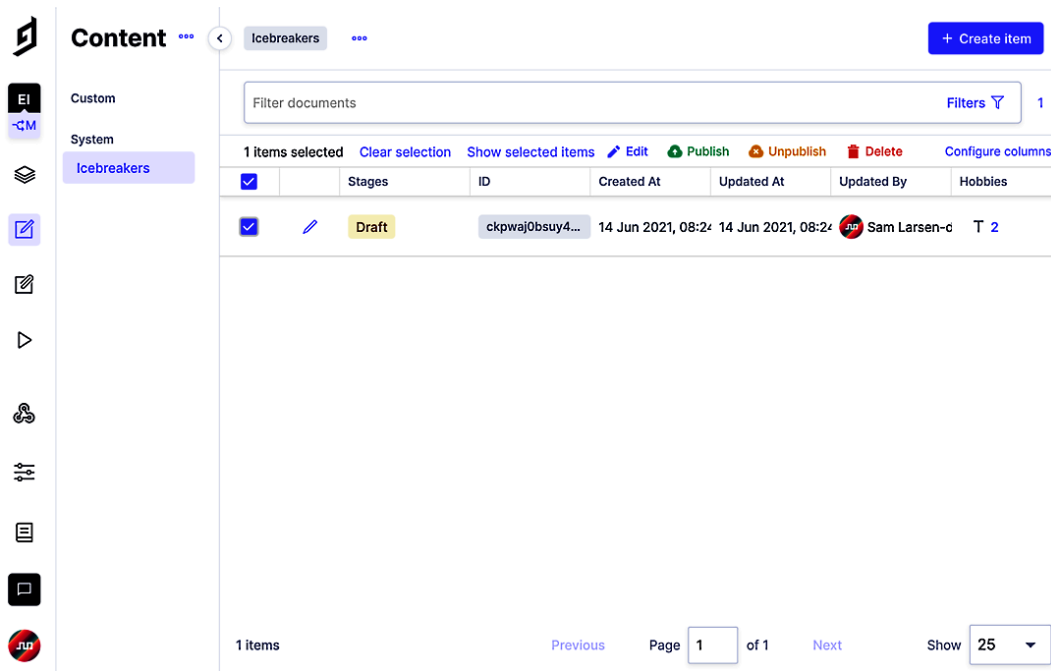 Content
EI
M
Custom
System
Icebreakers
Icebreakers
+ Create item
Filter documents
Filters
1
1 items selected Clear selection Show selected items Edit Publish Unpublish Delete Configure columns
Stages ID Created At Updated At Updated By Hobbies
Draft ckpwaj0bsuy4... 14 Jun 2021, 08:24 14 Jun 2021, 08:24 Sam Larsen-d T 2
1 items Previous Page 1 of 1 Next Show 25